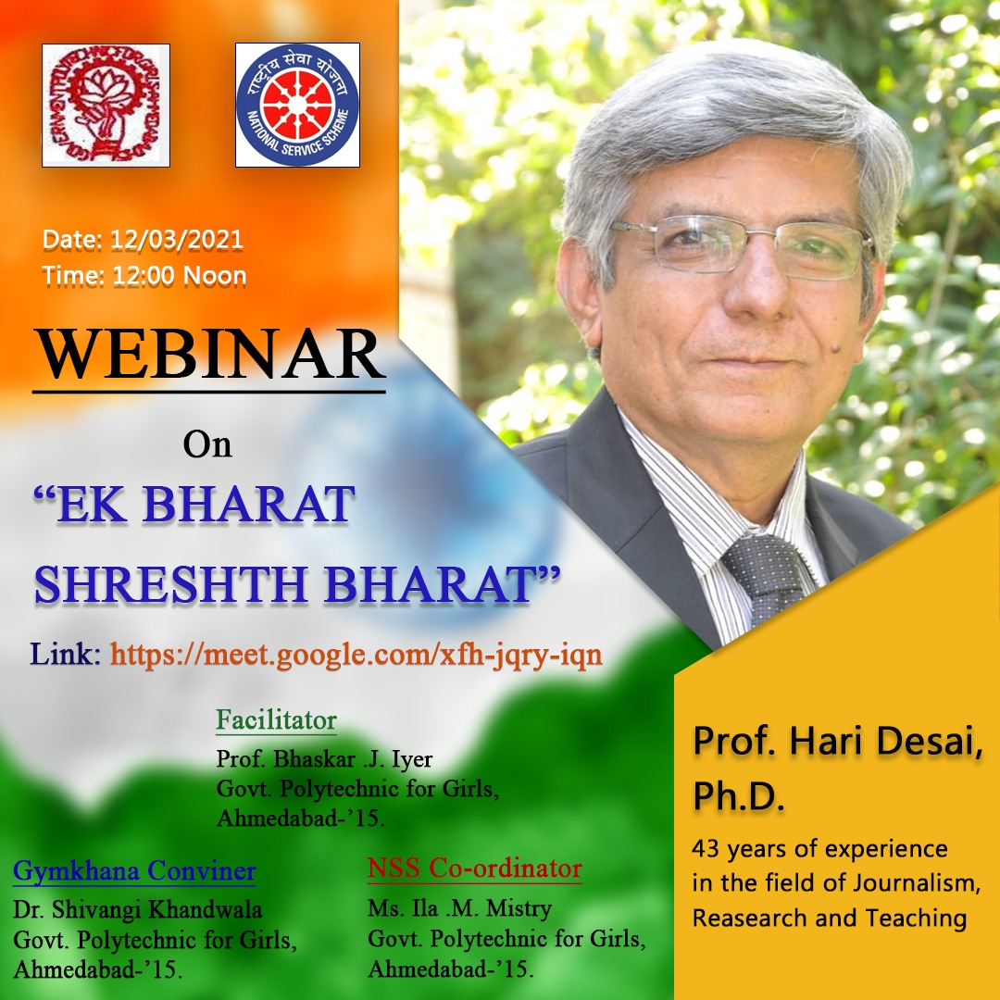 राष्ट्रीय सेवा योजना
NATIONAL SERVICE SCHEME
Date: 12/03/2021
Time: 12:00 Noon
WEBINAR
On
“EK BHARAT
SHRESHTH BHARAT”
Link: https://meet.google.com/xfh-jqry-iqn
Facilitator
Prof. Bhaskar .J. Iyer
Govt. Polytechnic for Girls,
Ahmedabad-’15.
Gymkhana Conviner
Dr. Shivangi Khandwala
Govt. Polytechnic for Girls,
Ahmedabad-’15.
NSS Co-ordinator
Ms. Ila .M. Mistry
Govt. Polytechnic for Girls,
Ahmedabad-’15.
Prof. Hari Desai,
Ph.D.
43 years of experience
in the field of Journalism,
Reasearch and Teaching